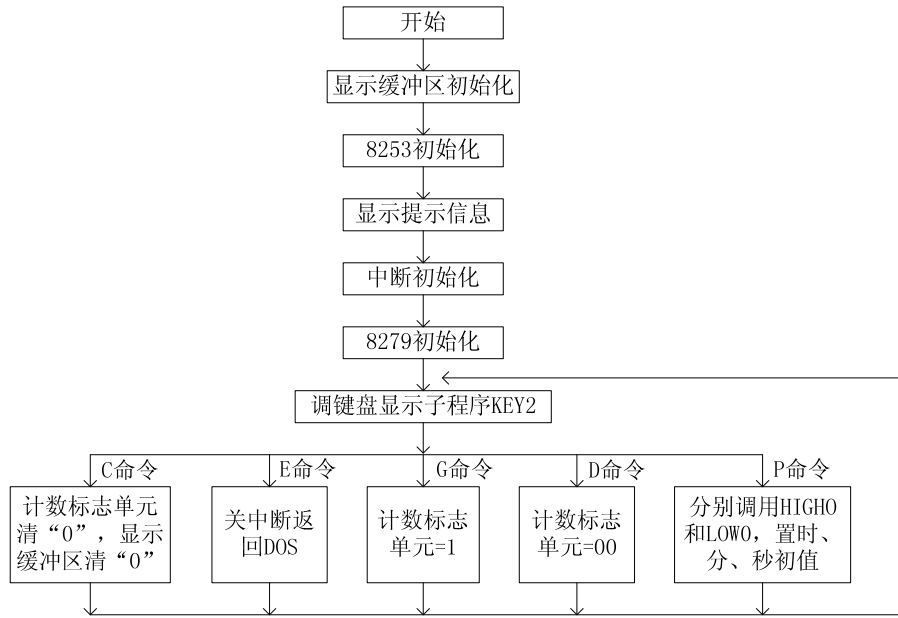 开始
显示缓冲区初始化
8253初始化
显示提示信息
中断初始化
8279初始化
调键盘显示子程序KEY2
C命令
E命令
G命令
D命令
P命令
计数标志单元
清“0”，显示
缓冲区清“0”
关中断返
回DOS
计数标志
单元=1
计数标志
单元=00
分别调用HIGH0
和LOW0，置时、
分、秒初值